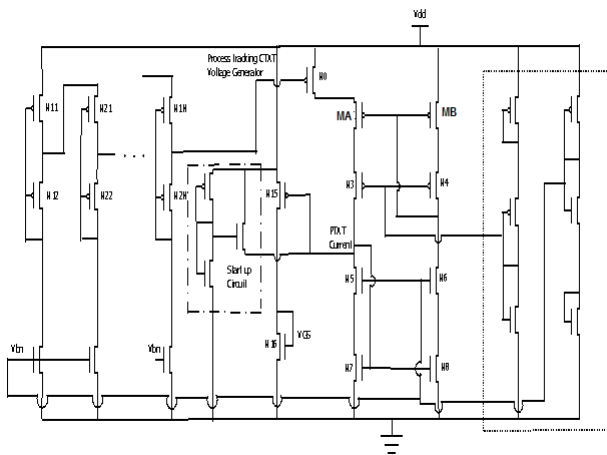 Vdd
Process Tracking CTAT
Voltage Generator
M0
M11
M21
M1N
MA
MB
M12
M22
M2N
M15
M3
M4
PTAT
Current
Start up
Circuit
M5
M6
VGS
M16
Vbn
Vbn
M7
M8